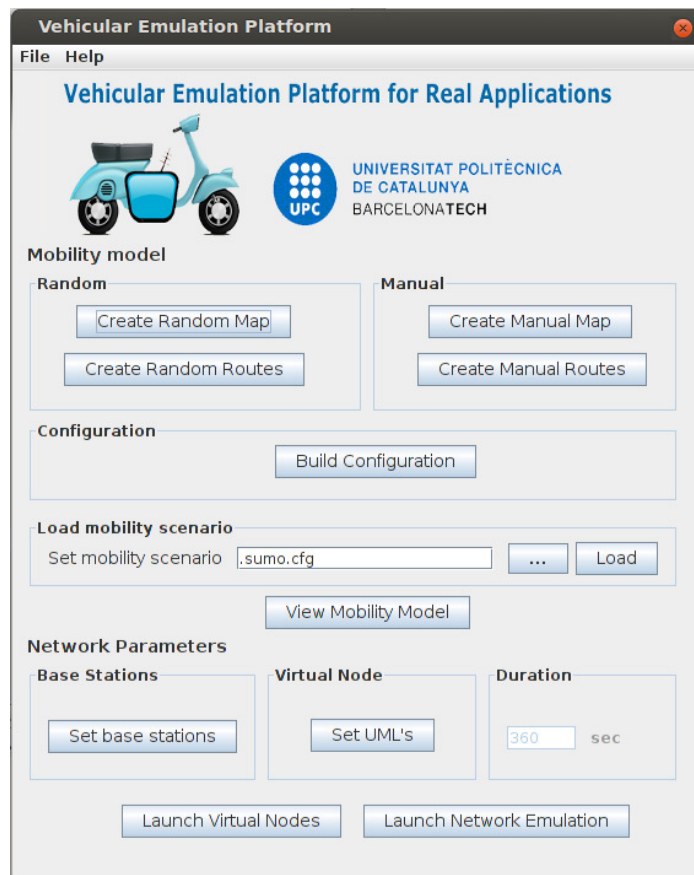 Vehicular Emulation Platform
File Help
Vehicular Emulation Platform for Real Applications
UPC
UNIVERSITAT POLITÈCNICA
DE CATALUNYA
BARCELONATECH
Mobility model
Random
Create Random Map
Create Random Routes
Manual
Create Manual Map
Create Manual Routes
Configuration
Build Configuration
Load mobility scenario
Set mobility scenario .sumo.cfg ... Load
View Mobility Model
Network Parameters
Base Stations
Set base stations
Virtual Node
Set UML's
Duration
360 sec
Launch Virtual Nodes Launch Network Emulation